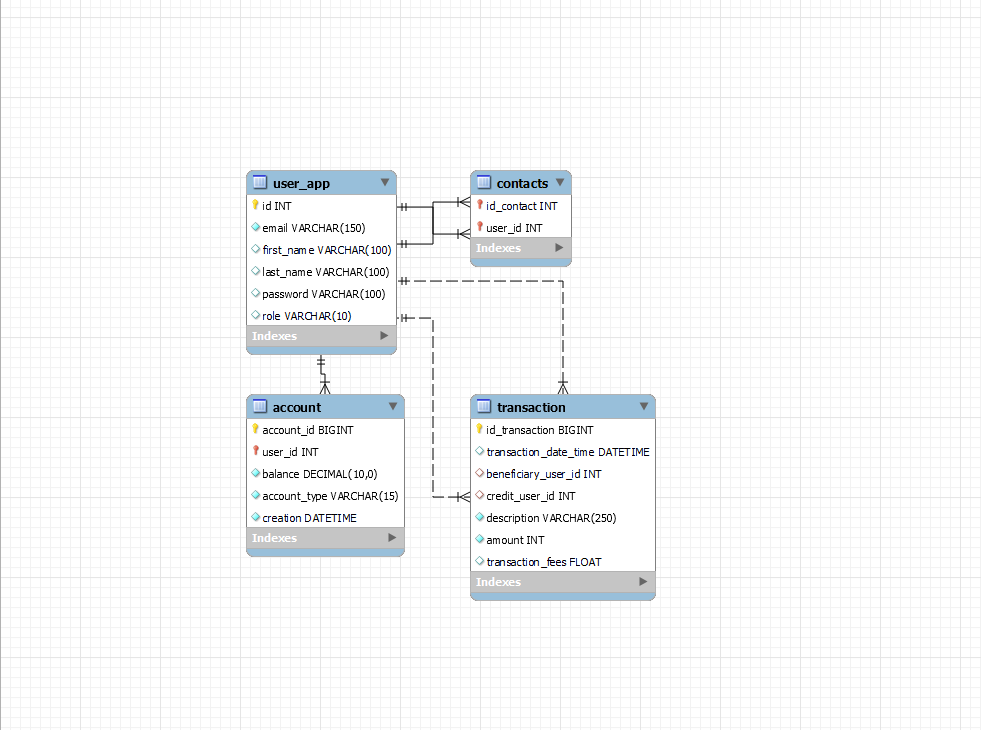 user_app
id INT
email VARCHAR(150)
first_name VARCHAR(100)
last_name VARCHAR(100)
password VARCHAR(100)
role VARCHAR(10)
Indexes
contacts
id_contact INT
user_id INT
Indexes
account
account_id BIGINT
user_id INT
balance DECIMAL(10,0)
account_type VARCHAR(15)
creation DATETIME
Indexes
transaction
id_transaction BIGINT
transaction_date_time DATETIME
beneficiary_user_id INT
credit_user_id INT
description VARCHAR(250)
amount INT
transaction_fees FLOAT
Indexes